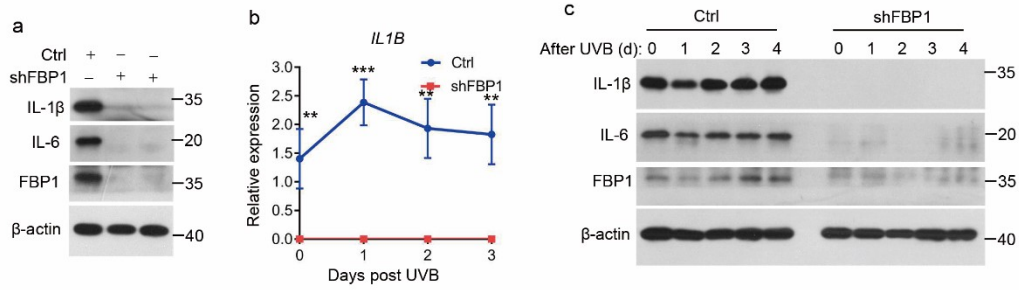 a
Ctrl + – –
shFBP1 – + +
IL-1β
35
IL-6
20
FBP1
35
β-actin
40
b
IL1B
Ctrl
shFBP1
Relative expression
3.0
2.5
2.0
1.5
1.0
0.5
0.0
**
***
**
**
0 1 2 3
Days post UVB
c
Ctrl shFBP1
After UVB (d): 0 1 2 3 4 0 1 2 3 4
IL-1β
35
IL-6
20
FBP1
35
β-actin
40